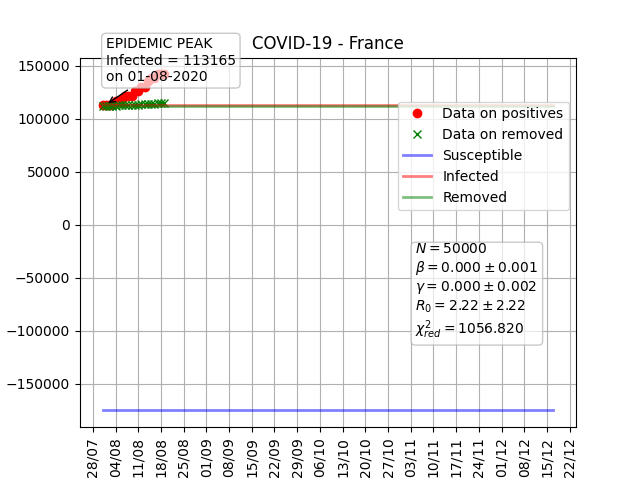 COVID-19 - France
EPIDEMIC PEAK
Infected = 113165
on 01-08-2020
150000
100000
50000
0
−50000
−100000
−150000
Data on positives
Data on removed
Susceptible
Infected
Removed
N = 50000
β = 0.000 ± 0.001
γ = 0.000 ± 0.002
R₀ = 2.22 ± 2.22
χ²red = 1056.820
28/07
04/08
11/08
18/08
25/08
01/09
08/09
15/09
22/09
29/09
06/10
13/10
20/10
27/10
03/11
10/11
17/11
24/11
01/12
08/12
15/12
22/12